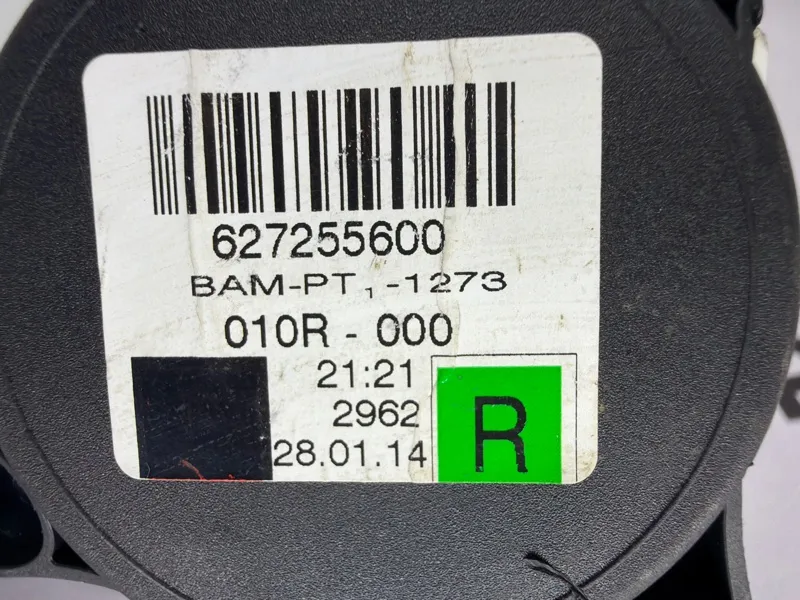 627255600
BAM-PT₁-1273
010R - 000
21:21
2962
28.01.14
R